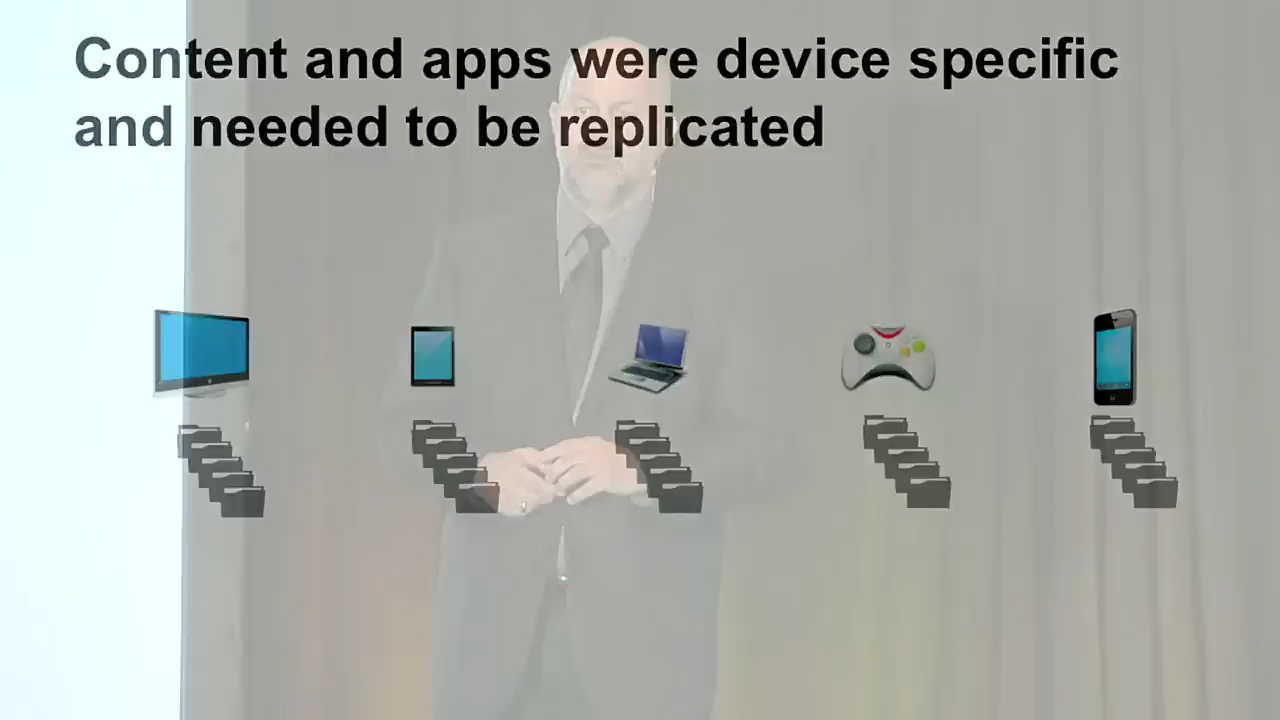 Content and apps were device specific
and needed to be replicated